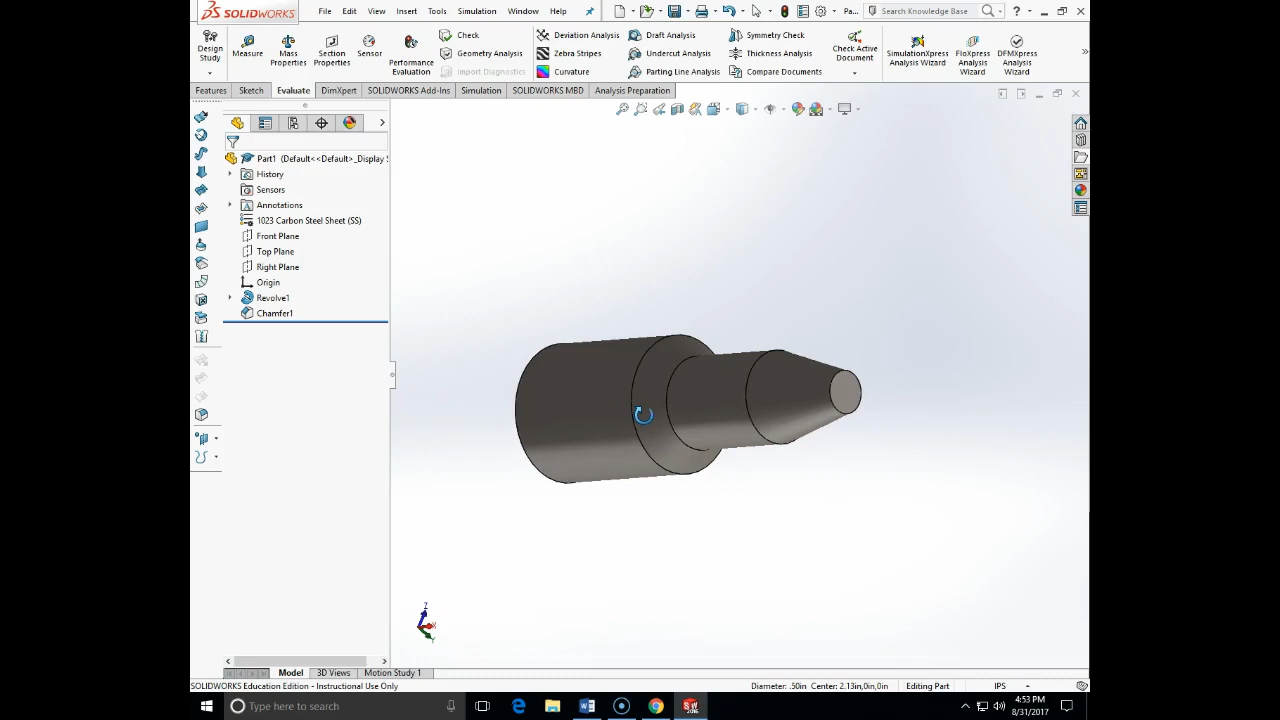 SOLIDWORKS File Edit View Insert Tools Simulation Window Help Pa... Search Knowledge Base ?
Design Study
Measure
Mass Properties
Section Properties
Sensor
Performance Evaluation
Check
Geometry Analysis
Import Diagnostics
Deviation Analysis
Zebra Stripes
Curvature
Draft Analysis
Undercut Analysis
Parting Line Analysis
Symmetry Check
Thickness Analysis
Compare Documents
Check Active Document
SimulationXpress Analysis Wizard
FloXpress Analysis Wizard
DFMXpress Analysis Wizard
Features Sketch Evaluate DimXpert SOLIDWORKS Add-Ins Simulation SOLIDWORKS MBD Analysis Preparation
Part1 (Default<<Default>_Display S
History
Sensors
Annotations
1023 Carbon Steel Sheet (SS)
Front Plane
Top Plane
Right Plane
Origin
Revolve1
Chamfer1
Z
X
Y
Model 3D Views Motion Study 1
SOLIDWORKS Education Edition - Instructional Use Only Diameter: .50in Center: 2.13in,0in,0in Editing Part IPS
Type here to search 4:53 PM
8/31/2017